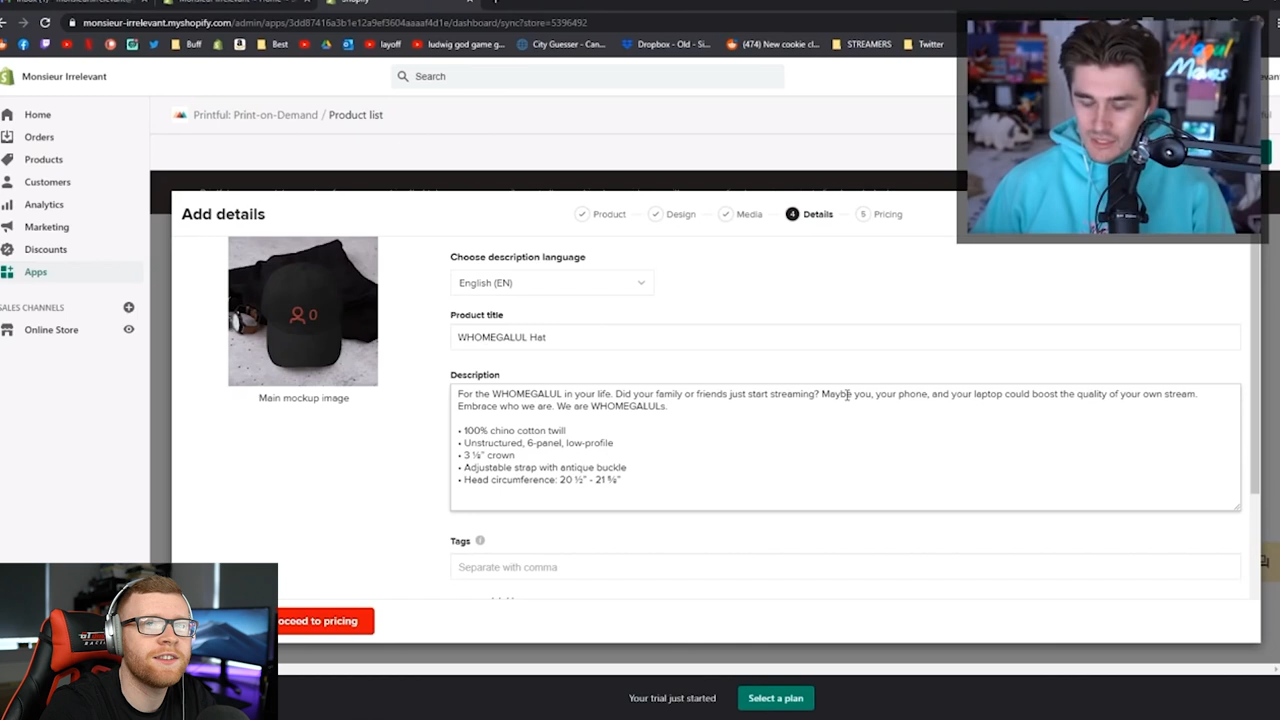 monsieur-irrelevant.myshopify.com/admin/apps/3dd87416a3b1e12a9ef3604aaaf4d1e/dashboard/sync?store=5396492
Buff
Best
layoff
ludwig god game g...
City Guesser - Can...
Dropbox - Old - Si...
(474) New cookie cl...
STREAMERS
Twitter
Mogul
Moves
Monsieur Irrelevant
Search
Home
Orders
Products
Customers
Analytics
Marketing
Discounts
Apps
SALES CHANNELS
Online Store
Printful: Print-on-Demand / Product list
Add details
Product
Design
Media
4 Details
5 Pricing
0
Main mockup image
Choose description language
English (EN)
Product title
WHOMEGALUL Hat
Description
For the WHOMEGALUL in your life. Did your family or friends just start streaming? Maybe you, your phone, and your laptop could boost the quality of your own stream.
Embrace who we are. We are WHOMEGALULs.
• 100% chino cotton twill
• Unstructured, 6-panel, low-profile
• 3 ⅛" crown
• Adjustable strap with antique buckle
• Head circumference: 20 ½" - 21 ⅝"
Tags
Separate with comma
oceed to pricing
Your trial just started
Select a plan